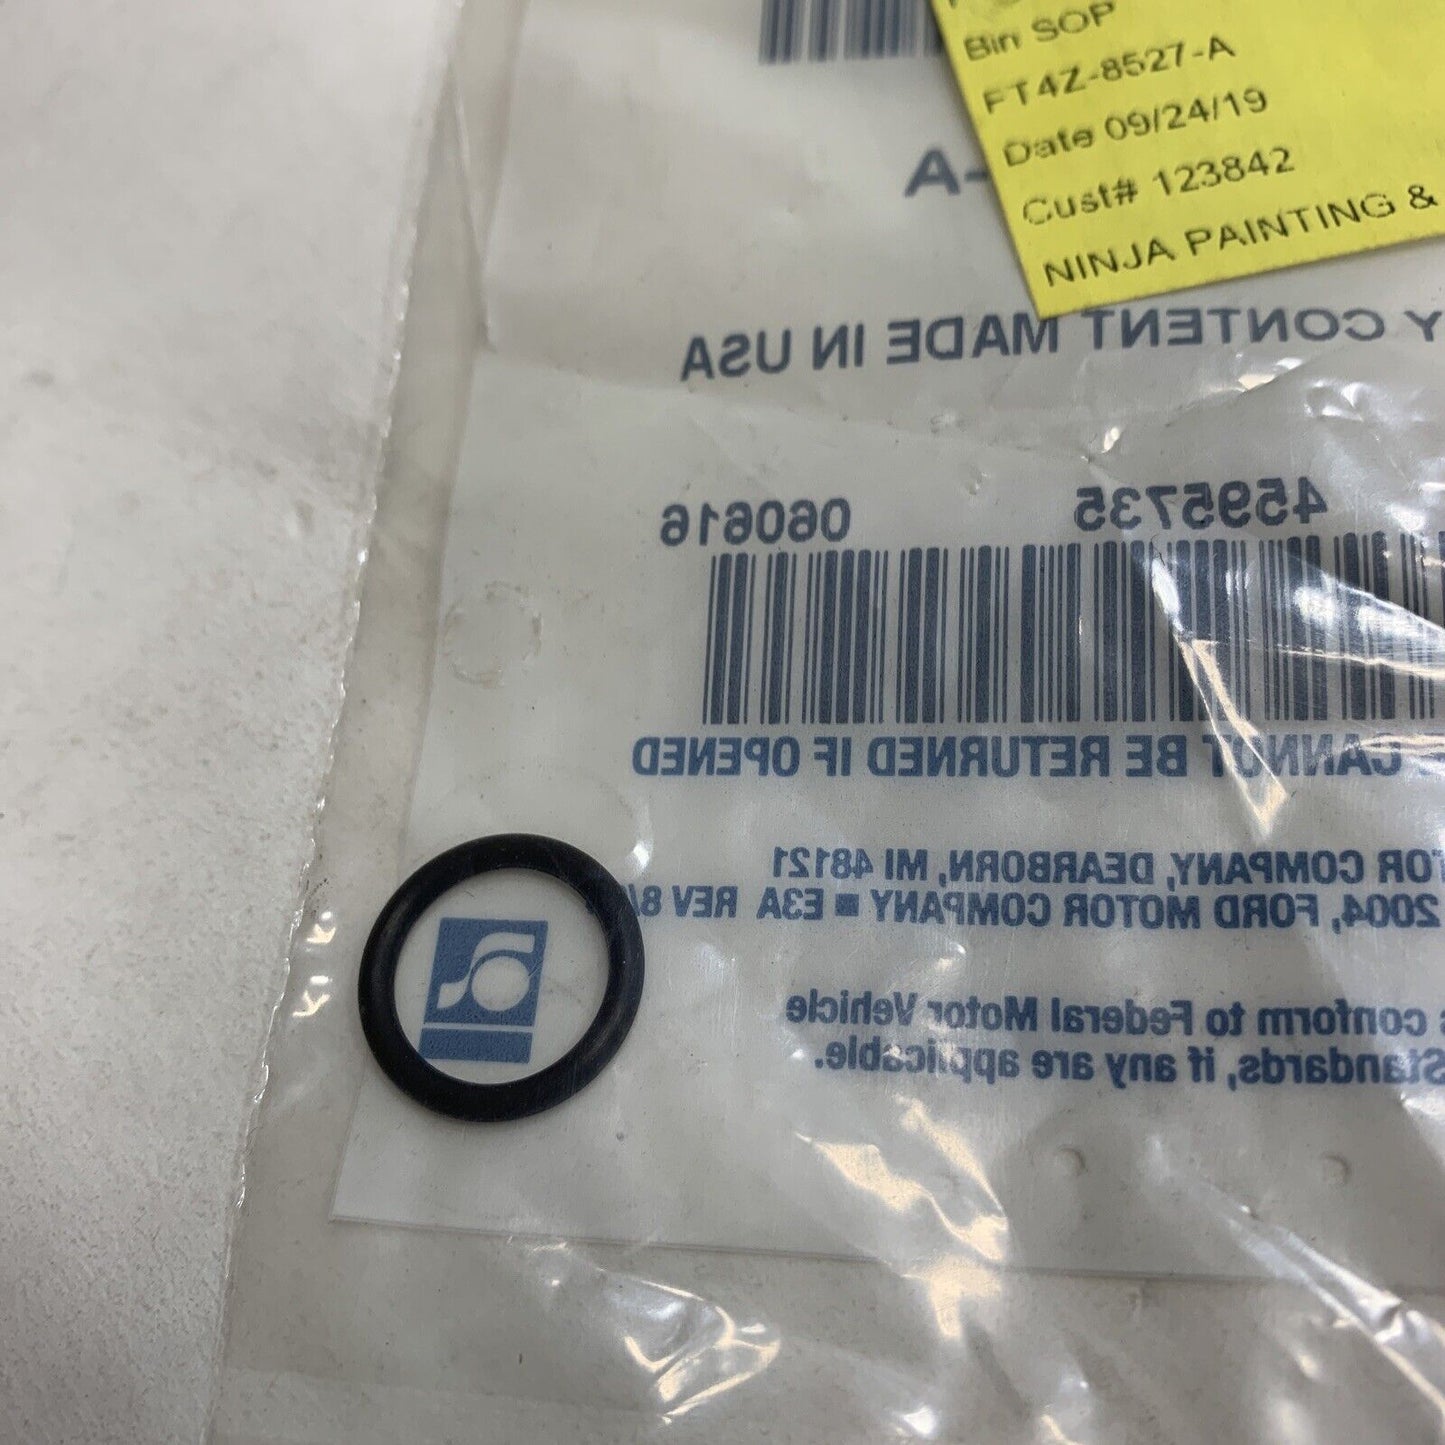 Bin SOP
FT4Z-8527-A
Date 09/24/19
Cust# 123842
NINJA PAINTING &
-A
Y CONTENT MADE IN USA
4595735 060616
CANNOT BE RETURNED IF OPENED
TOR COMPANY, DEARBORN, MI 48121
2004, FORD MOTOR COMPANY ■ E3A REV 8/
conform to Federal Motor Vehicle
Standards, if any are applicable.